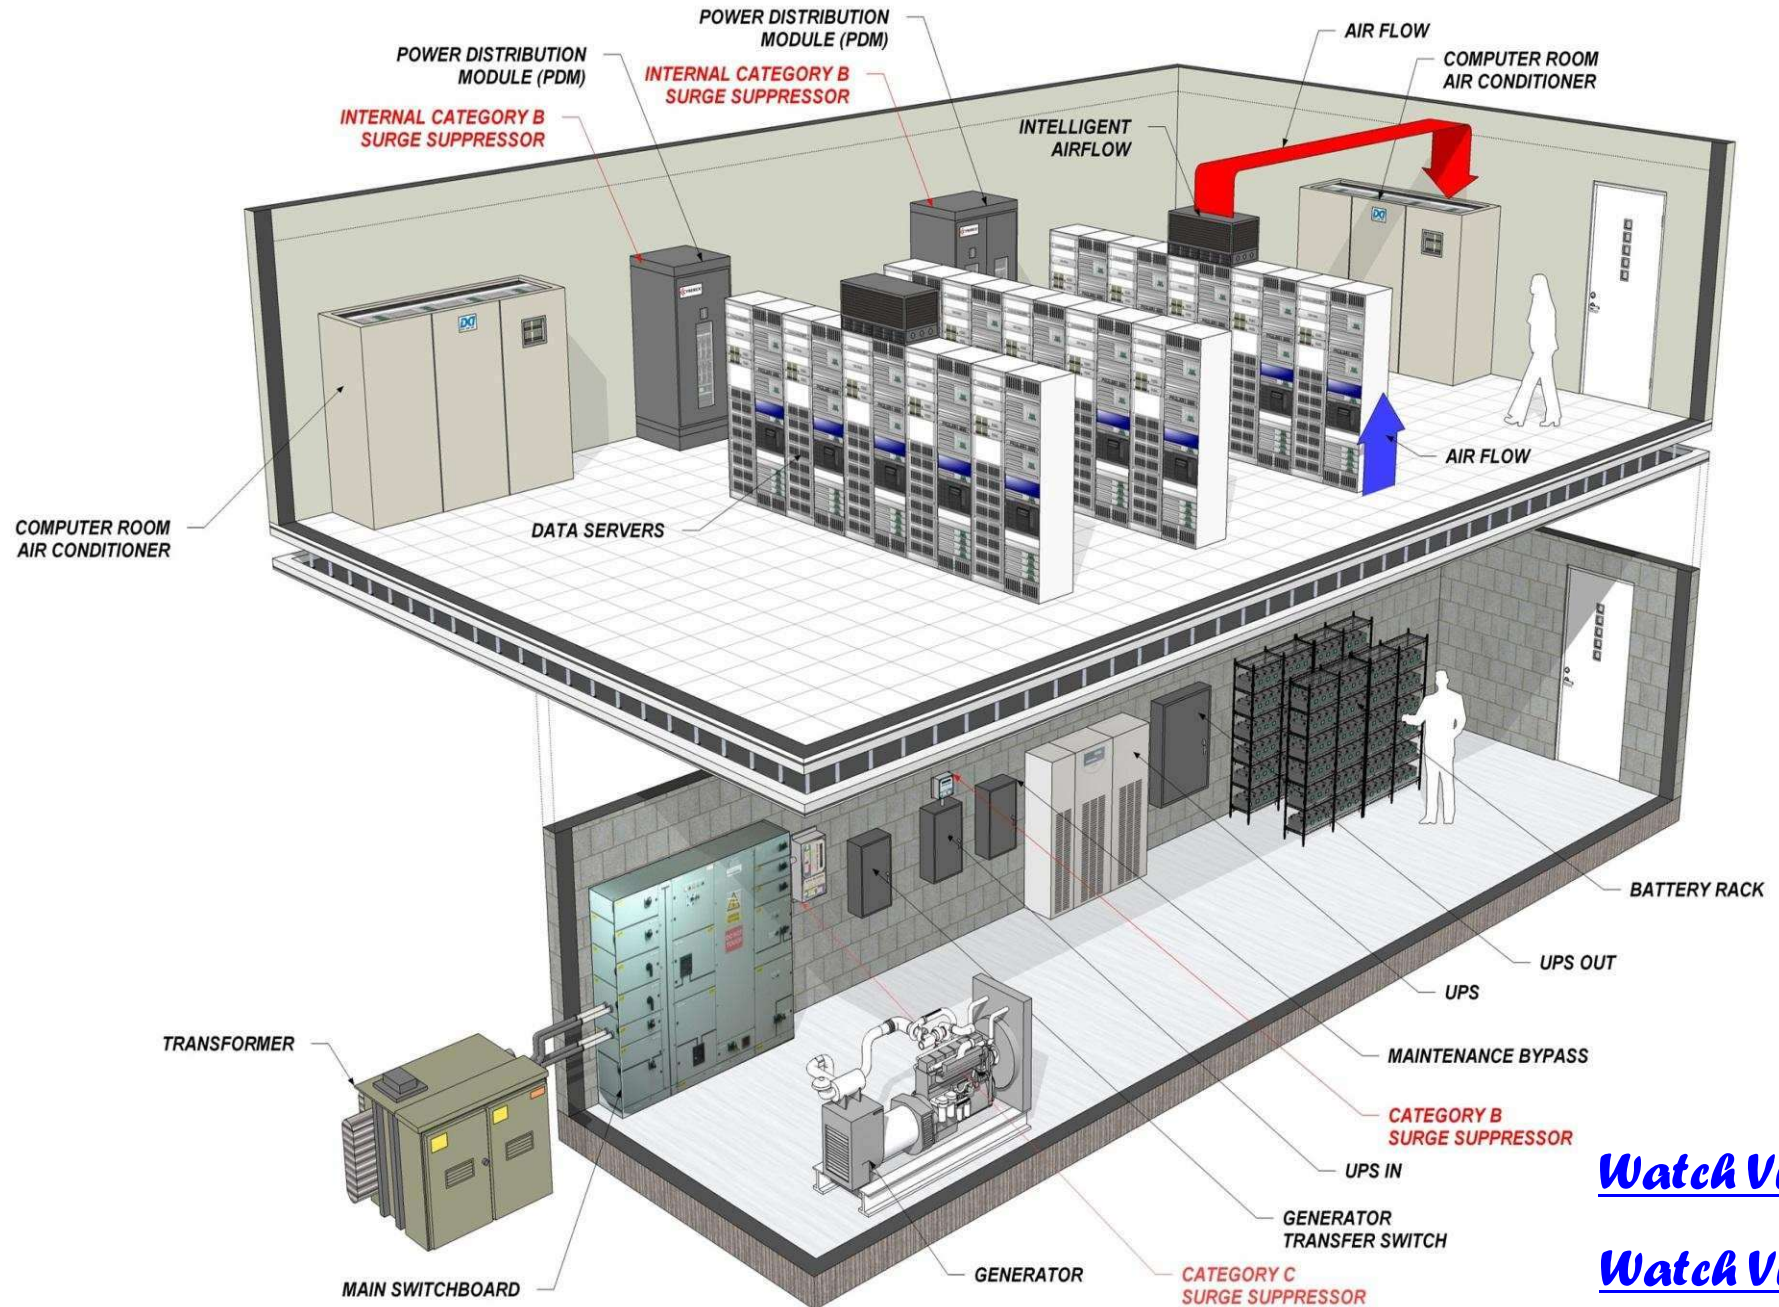 POWER DISTRIBUTION
MODULE (PDM)
POWER DISTRIBUTION
MODULE (PDM)
INTERNAL CATEGORY B
SURGE SUPPRESSOR
INTERNAL CATEGORY B
SURGE SUPPRESSOR
AIR FLOW
COMPUTER ROOM
AIR CONDITIONER
INTELLIGENT
AIRFLOW
AIR FLOW
DATA SERVERS
COMPUTER ROOM
AIR CONDITIONER
BATTERY RACK
UPS OUT
UPS
TRANSFORMER
MAINTENANCE BYPASS
CATEGORY B
SURGE SUPPRESSOR
UPS IN
GENERATOR
TRANSFER SWITCH
GENERATOR
CATEGORY C
SURGE SUPPRESSOR
MAIN SWITCHBOARD
Watch
Watch